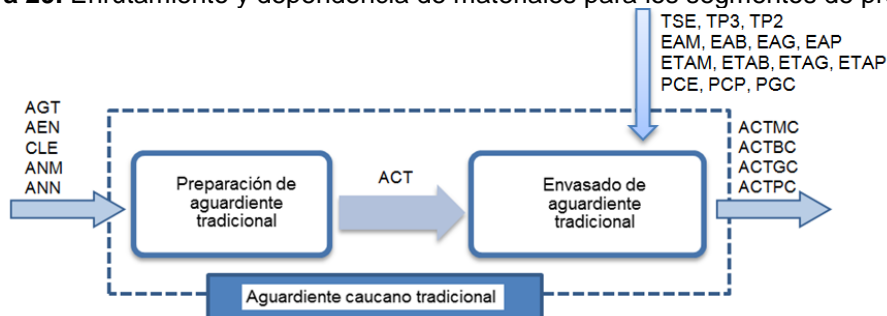 Enrutamiento y dependencia de materiales para los segmentos de
TSE, TP3, TP2
EAM, EAB, EAG, EAP
ETAM, ETAB, ETAG, ETAP
PCE, PCP, PGC
AGT
AEN
CLE
ANM
ANN
Preparación de
aguardiente
tradicional
ACT
Envasado de
aguardiente
tradicional
ACTMC
ACTBC
ACTGC
ACTPC
Aguardiente caucano tradicional